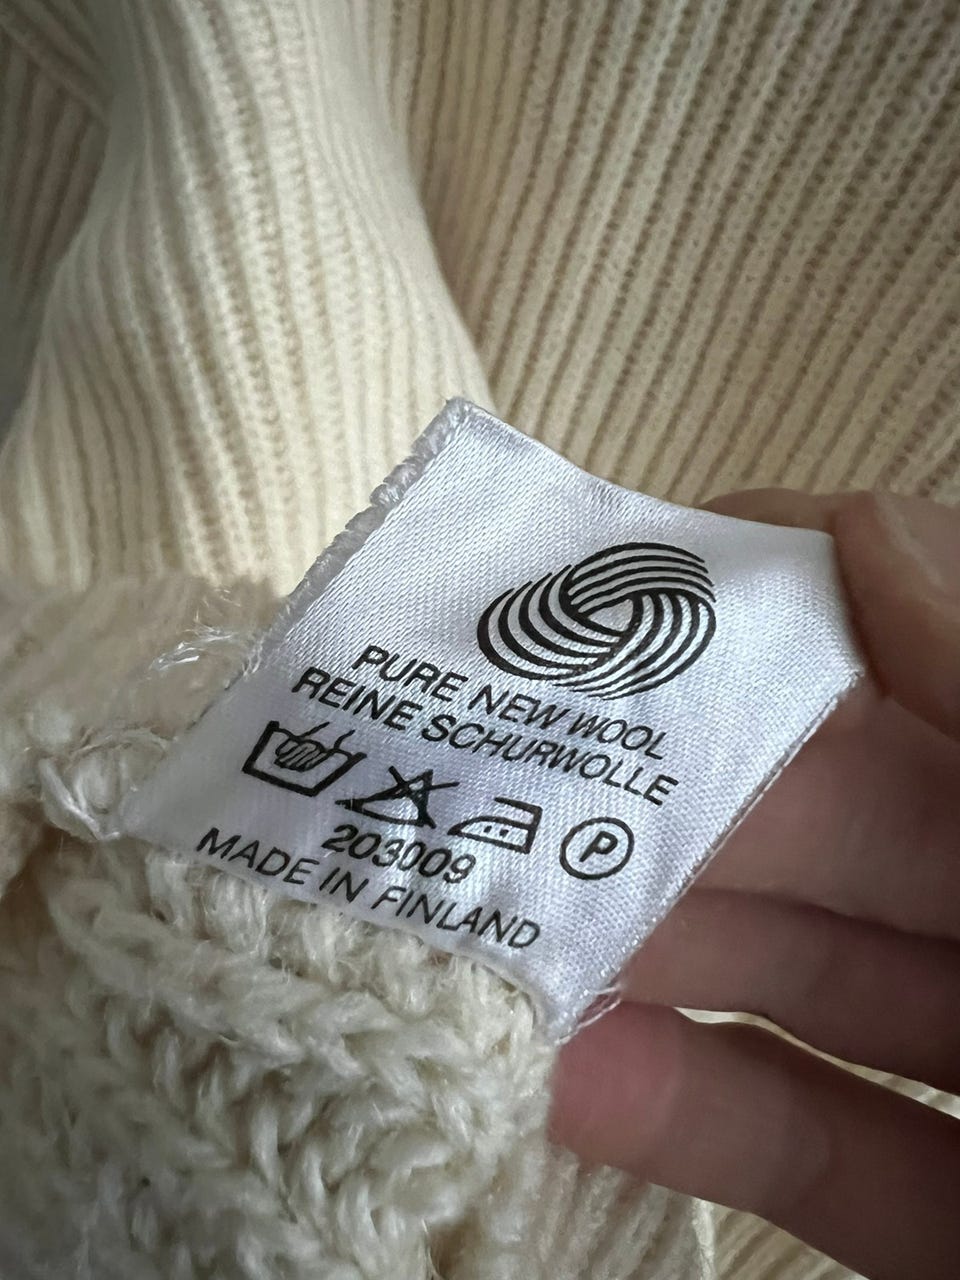 PURE NEW WOOL
REINE SCHURWOLLE
P
203009
MADE IN FINLAND